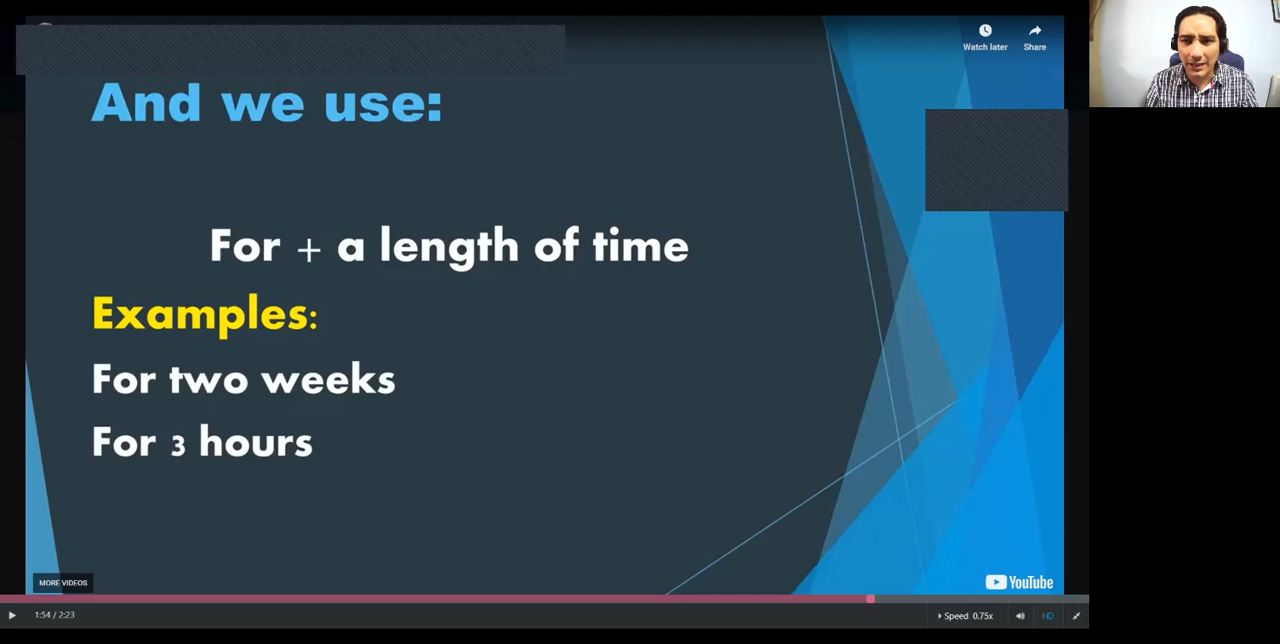 Watch later
Share
And we use:
For + a length of time
Examples:
For two weeks
For 3 hours
MORE VIDEOS
YouTube
1:54 / 2:23
Speed 0.75x
HD